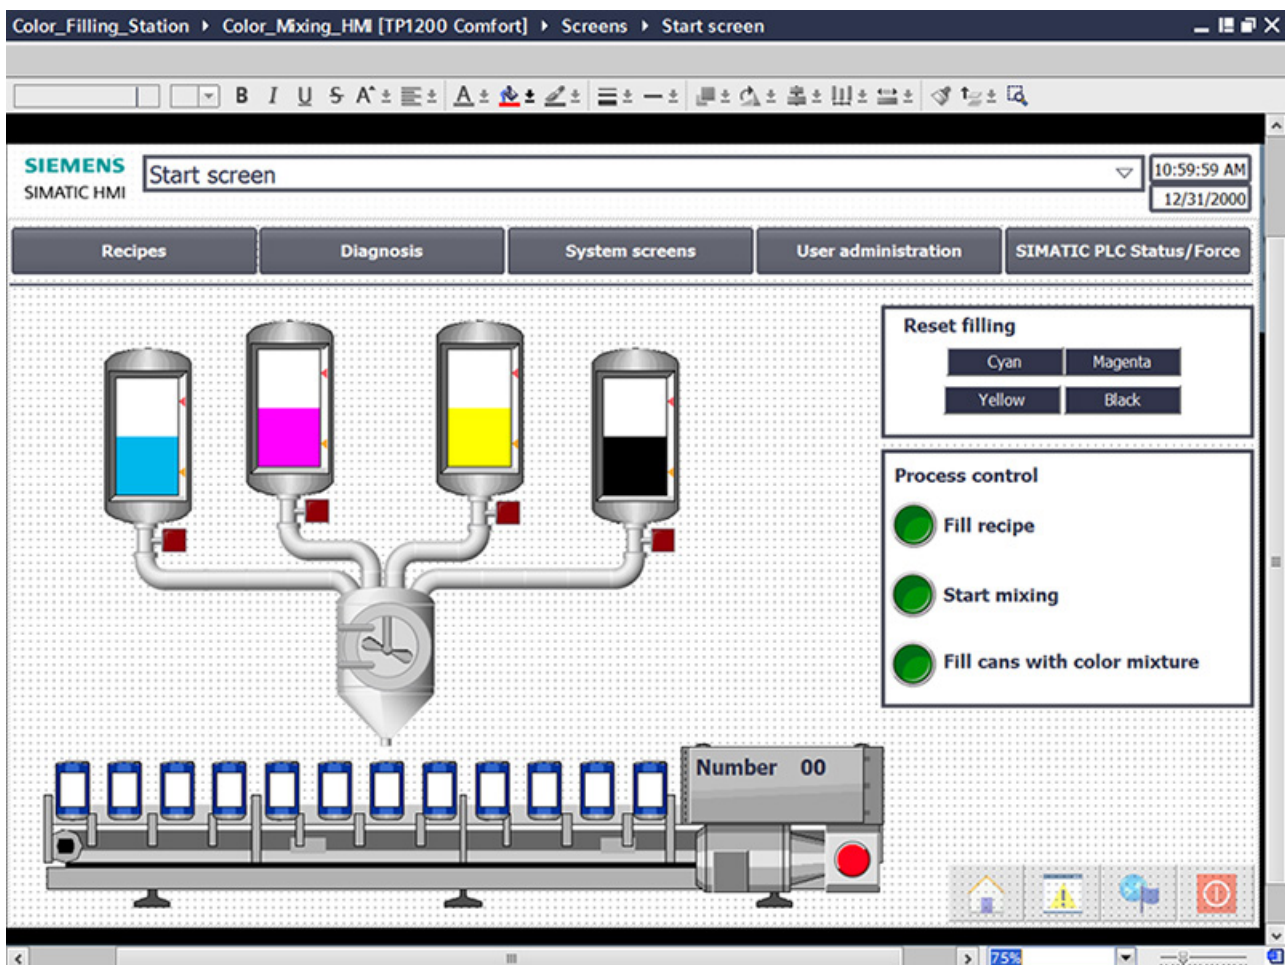 Color_Filling_Station ▸ Color_Mixing_HMI [TP1200 Comfort] ▸ Screens ▸ Start screen
B I U S A
A
SIEMENS
SIMATIC HMI
Start screen
10:59:59 AM
12/31/2000
Recipes Diagnosis System screens User administration SIMATIC PLC Status/Force
Reset filling
Cyan Magenta
Yellow Black
Process control
Fill recipe
Start mixing
Fill cans with color mixture
Number 00
75%